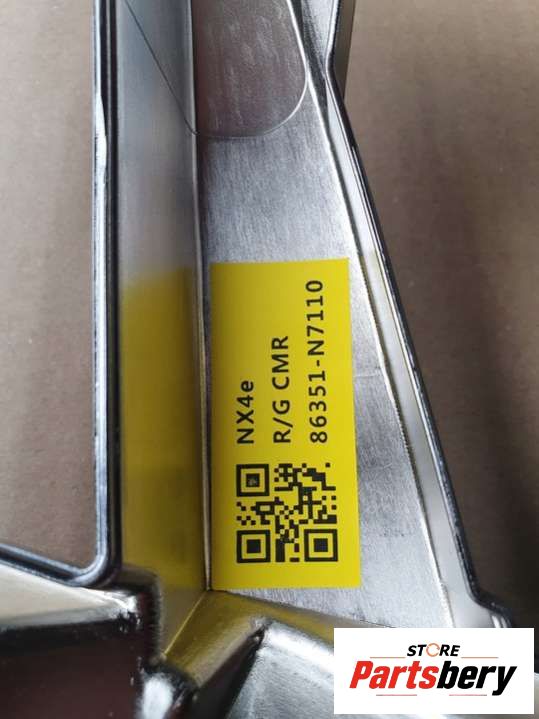 NX4e
R/G CMR
86351-N7110
STORE
Partsbery